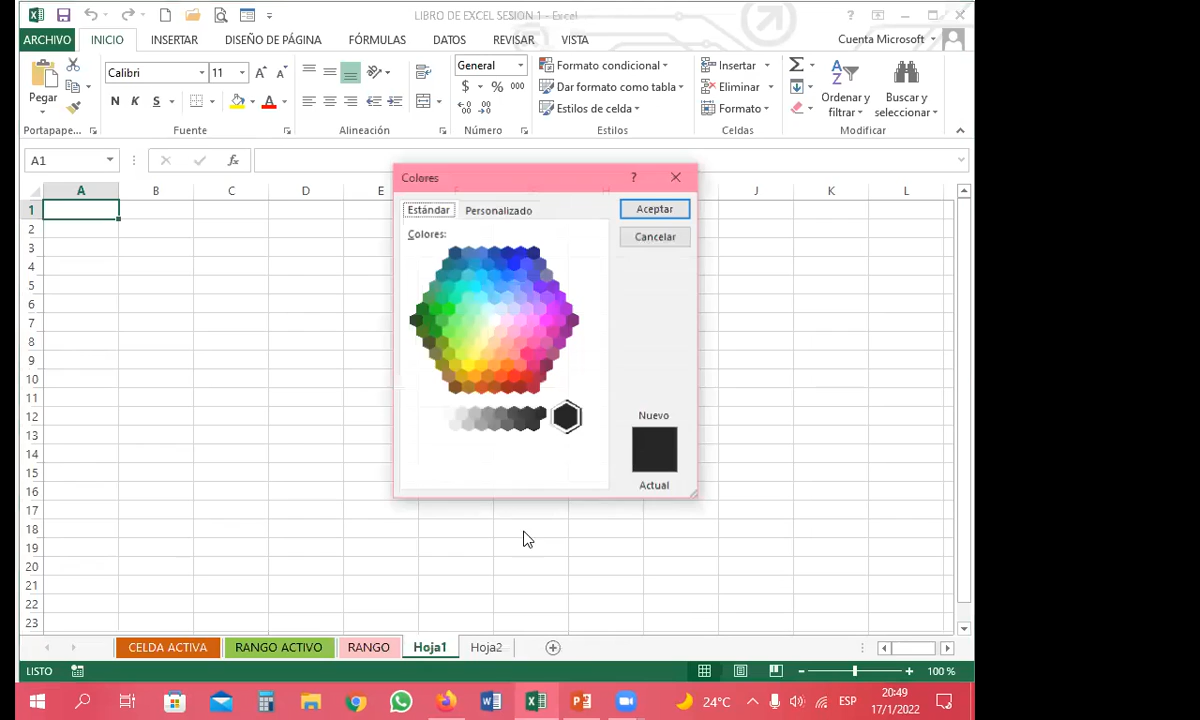 LIBRO DE EXCEL SESION 1 - Excel
ARCHIVO INICIO INSERTAR DISEÑO DE PÁGINA FÓRMULAS DATOS REVISAR VISTA Cuenta Microsoft
Pegar
Calibri 11
N K S
General
$ % 000
Formato condicional
Dar formato como tabla
Estilos de celda
Insertar
Eliminar
Formato
Ordenar y filtrar
Buscar y seleccionar
Portapape... Fuente Alineación Número Estilos Celdas Modificar
A1
fx
A B C D E F G H J K L
1
2
3
4
5
6
7
8
9
10
11
12
13
14
15
16
17
18
19
20
21
22
23
Colores
?
Estándar Personalizado
Aceptar
Cancelar
Colores:
Nuevo
Actual
CELDA ACTIVA RANGO ACTIVO RANGO Hoja1 Hoja2
LISTO 100 %
24°C ESP
20:49
17/1/2022